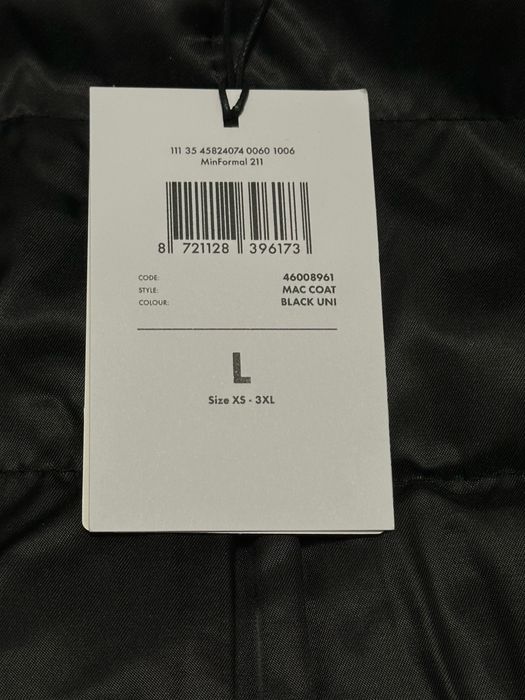 111 35 45824074 0060 1006
MinFormal 211
8 721128 396173
CODE: 46008961
STYLE: MAC COAT
COLOUR: BLACK UNI
L
Size XS - 3XL